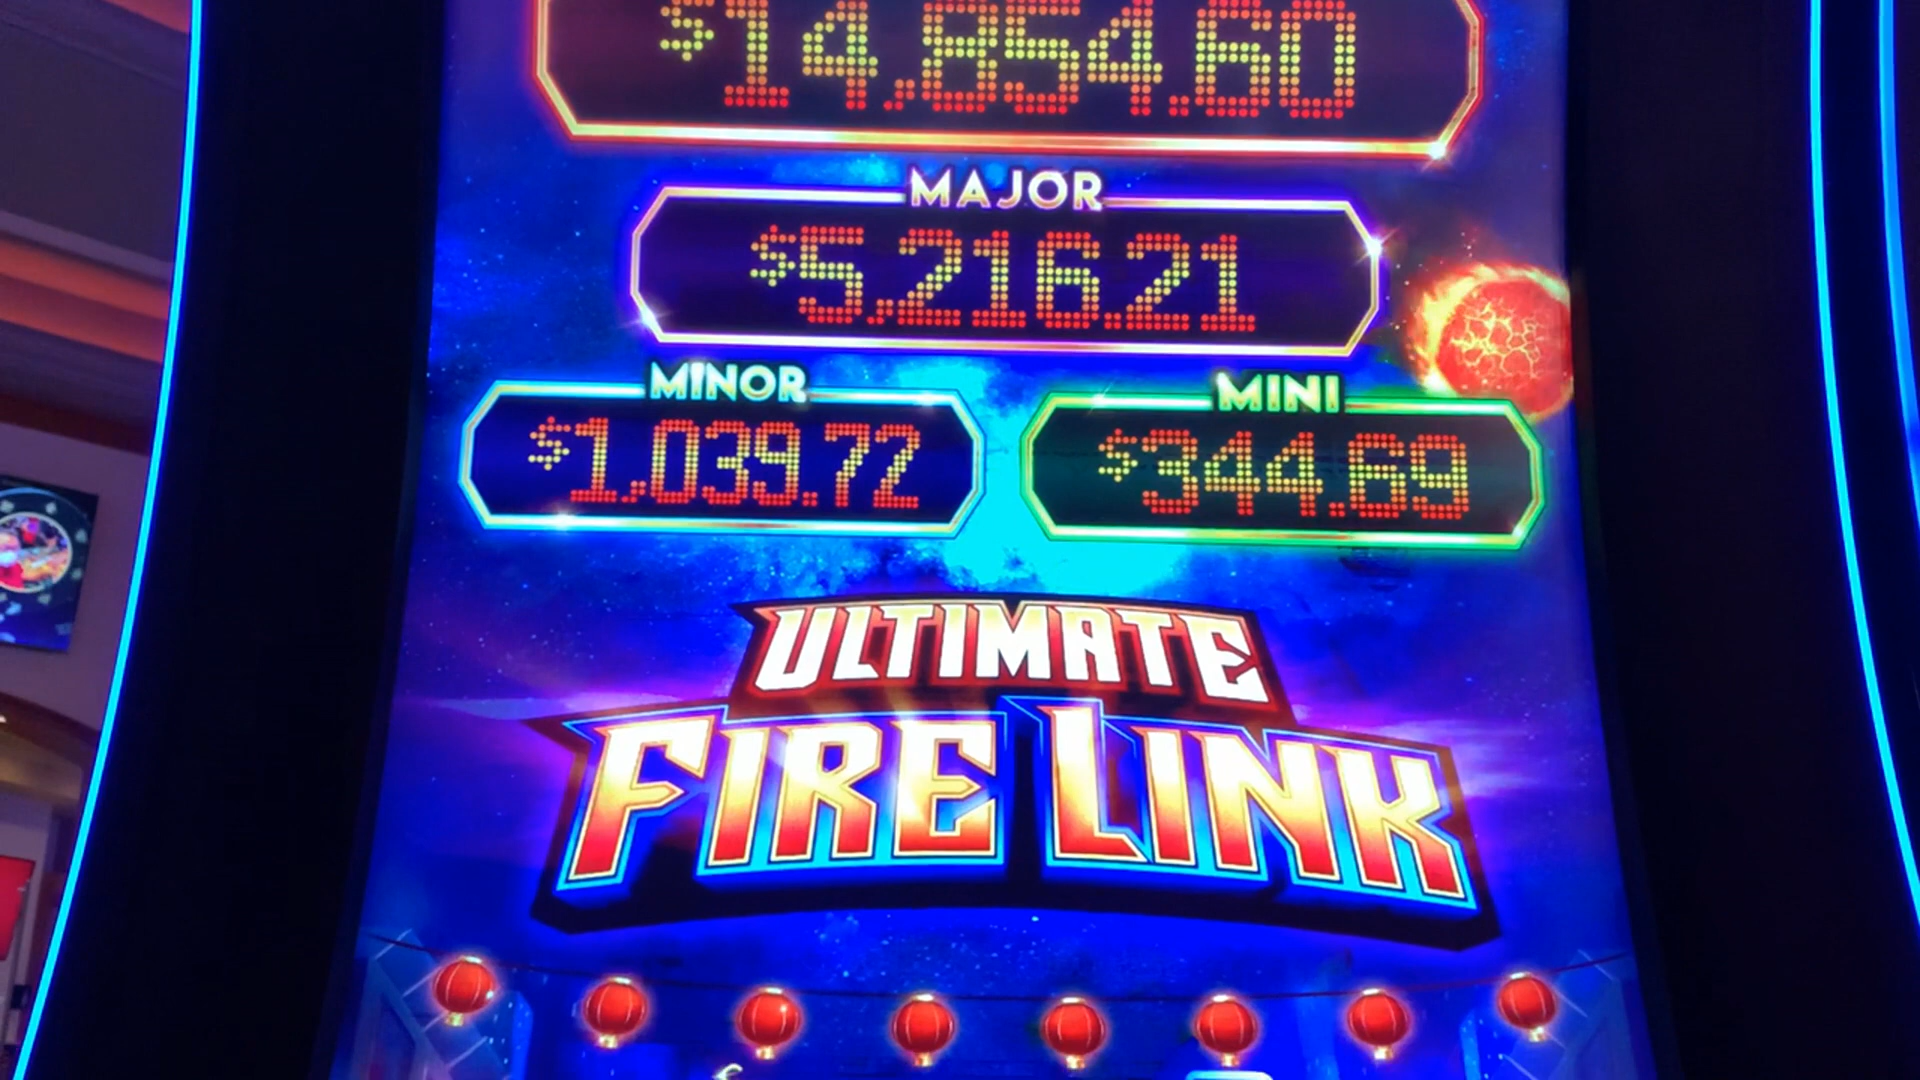 $14,854.60
MAJOR
$5,216.21
MINOR
$1,039.72
MINI
$344.69
ULTIMATE
FIRE LINK